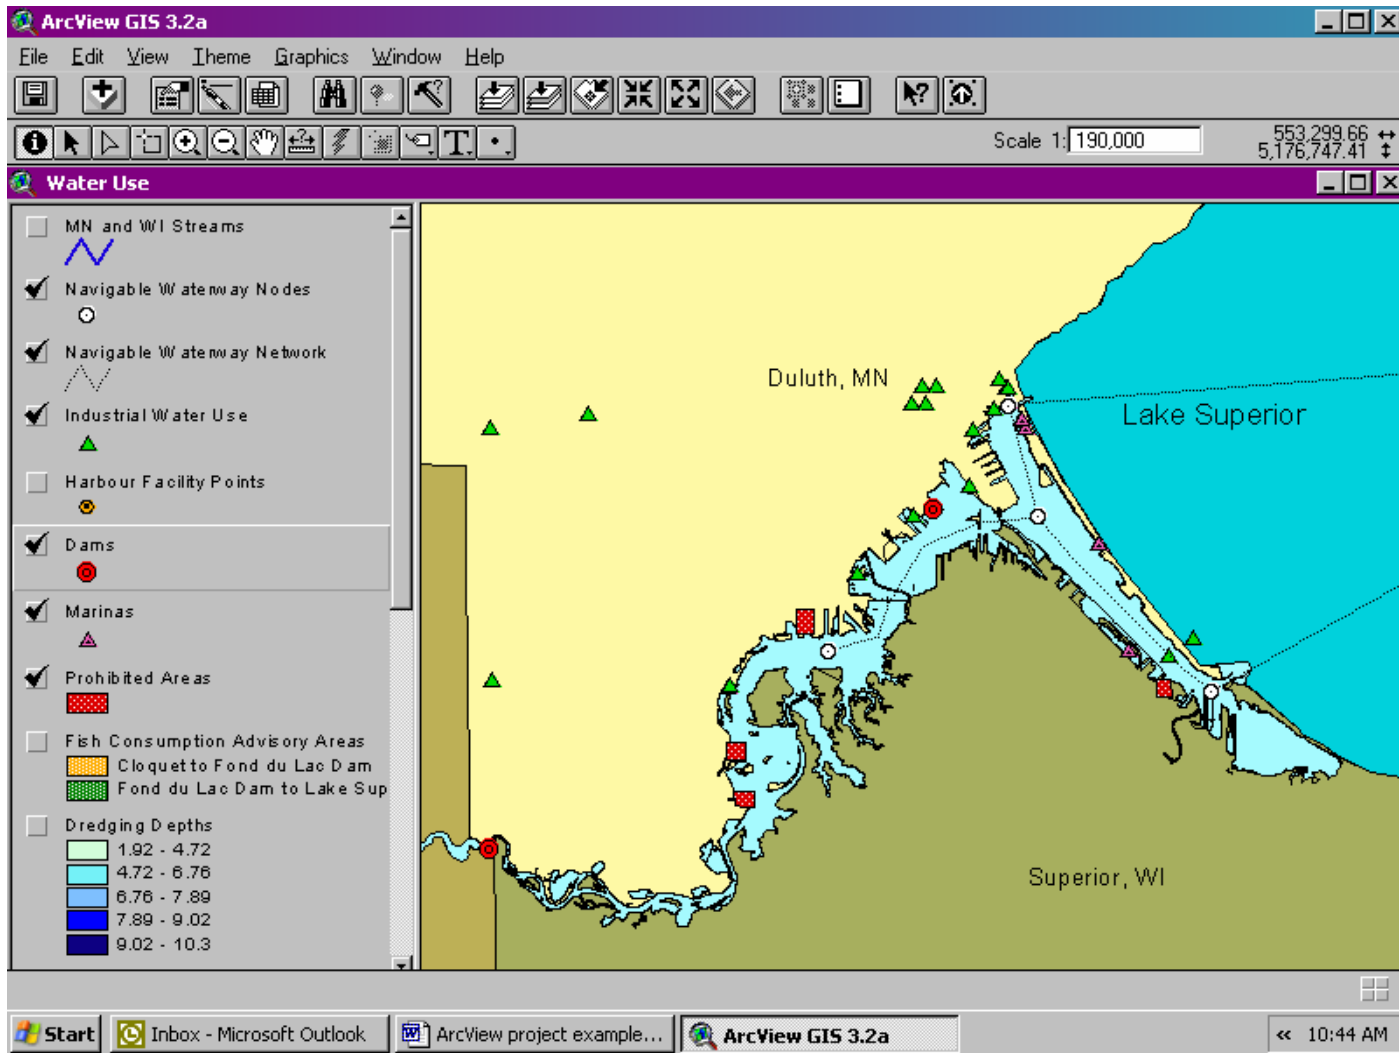 ArcView GIS 3.2a
File Edit View Theme Graphics Window Help
Scale 1: 190,000
553,299.66
5,176,747.41
Water Use
MN and WI Streams
Navigable Waterway Nodes
Navigable Waterway Network
Industrial Water Use
Harbour Facility Points
Dams
Marinas
Prohibited Areas
Fish Consumption Advisory Areas
Cloquet to Fond du Lac Dam
Fond du Lac Dam to Lake Sup
Dredging Depths
1.92 - 4.72
4.72 - 6.76
6.76 - 7.89
7.89 - 9.02
9.02 - 10.3
Duluth, MN
Lake Superior
Superior, WI
Start Inbox - Microsoft Outlook ArcView project example... ArcView GIS 3.2a « 10:44 AM